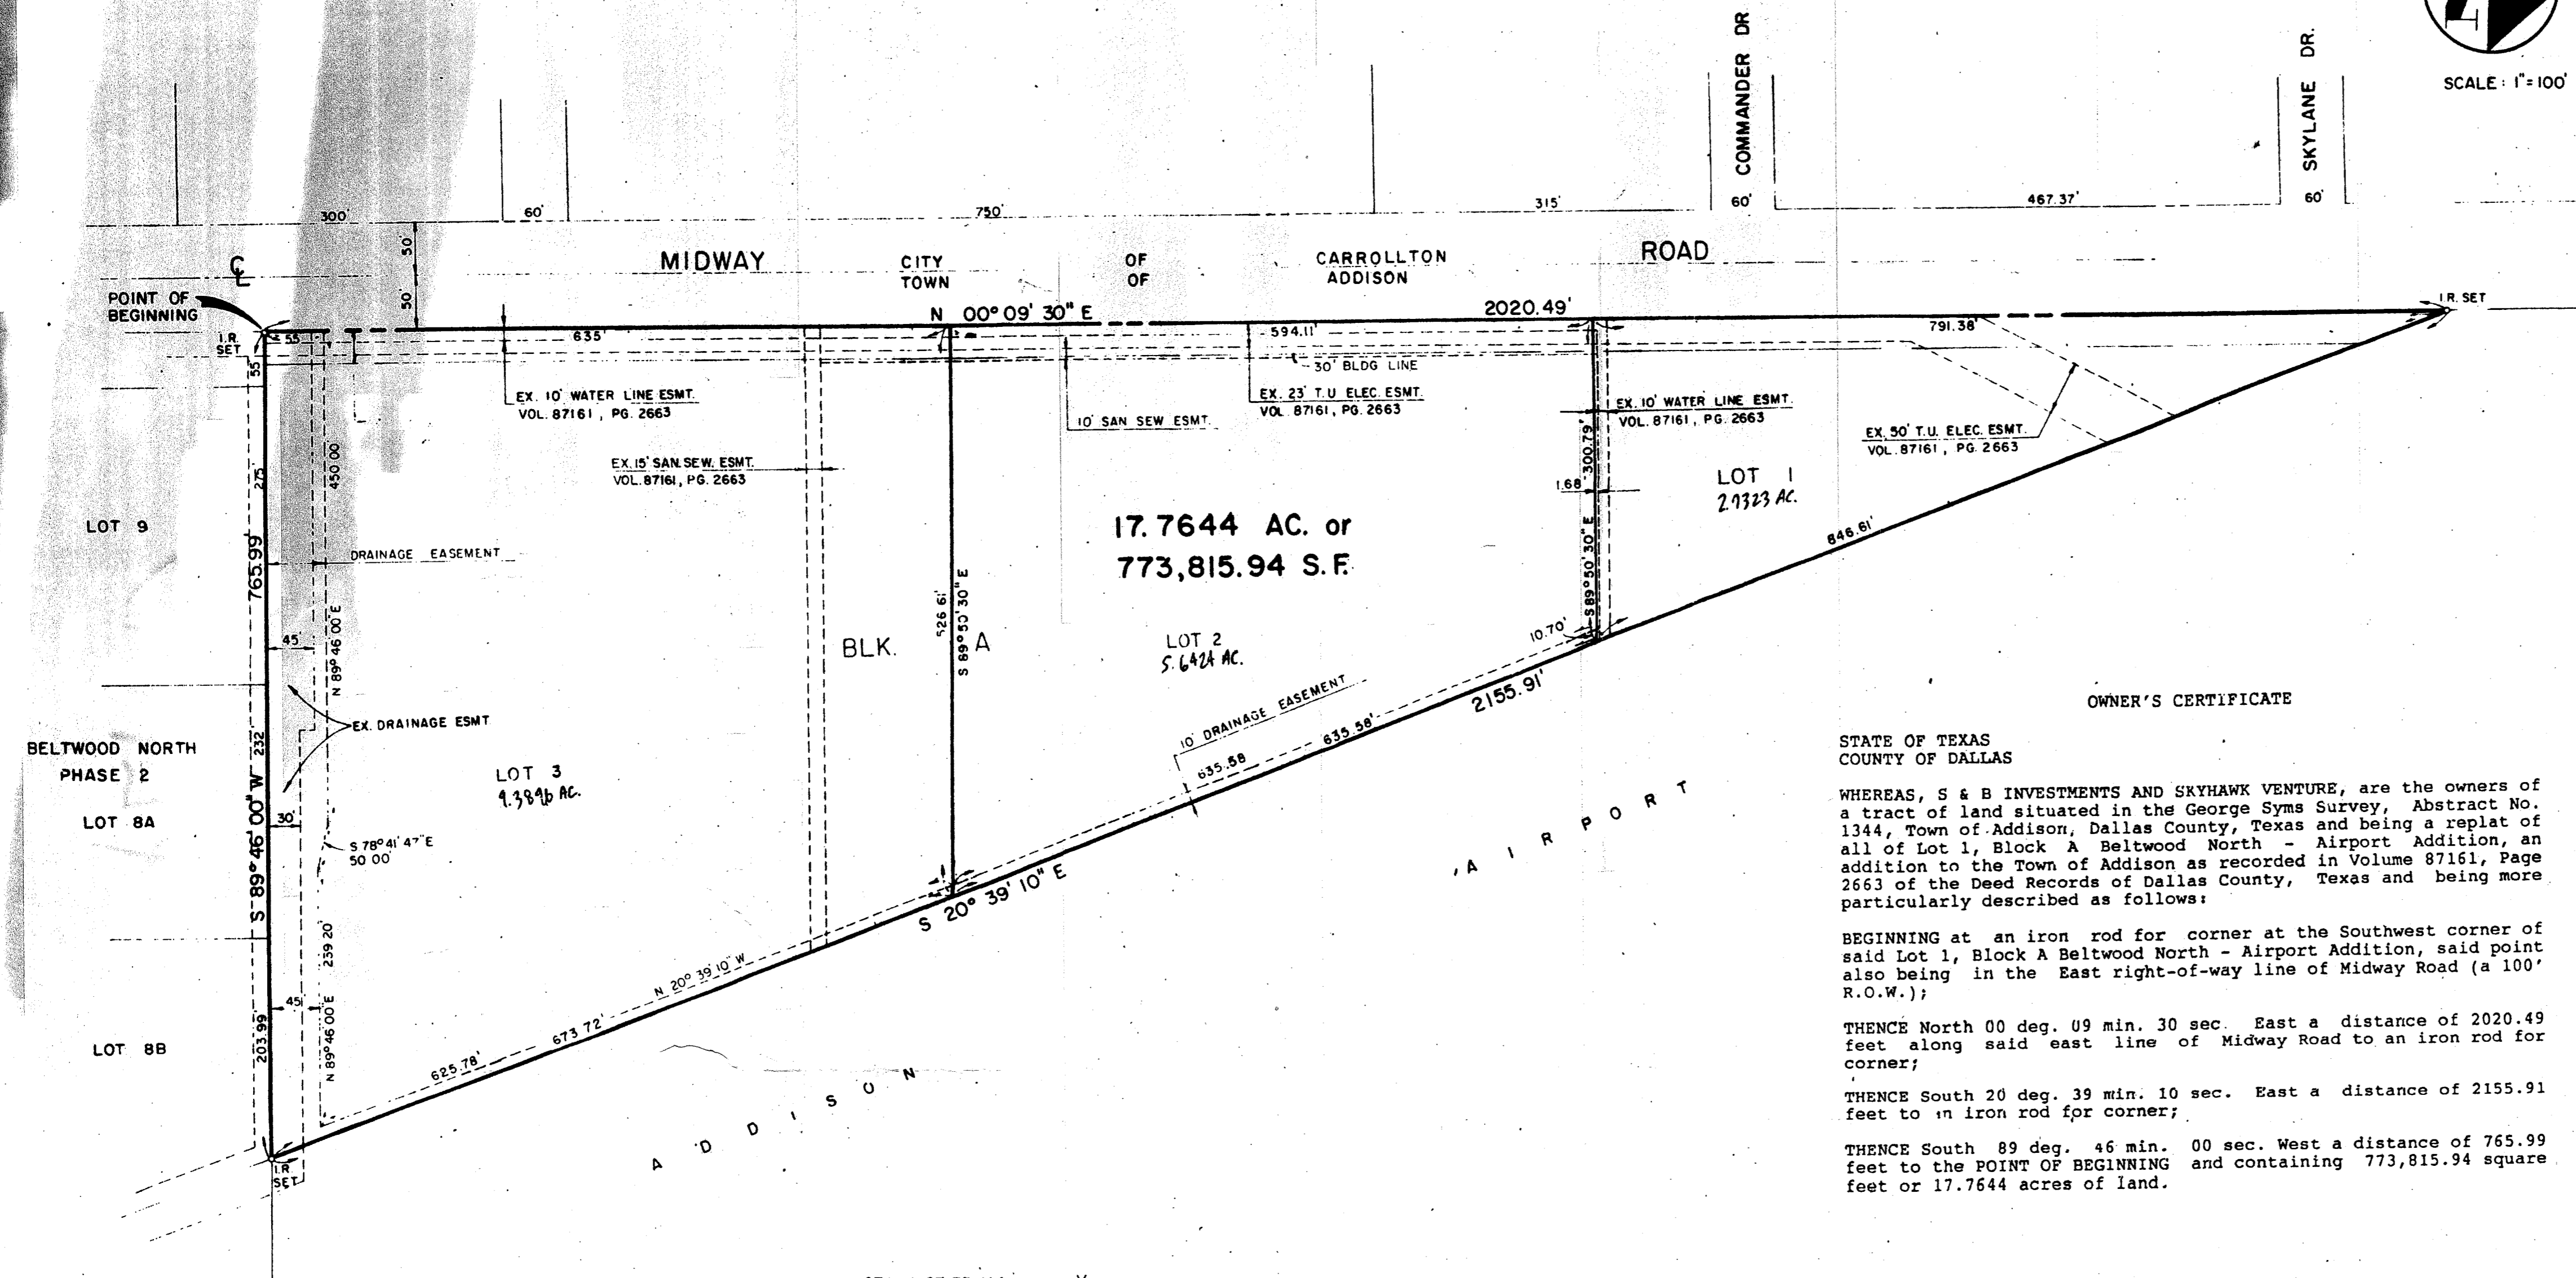 COMMANDER DR
SKYLANE DR.
SCALE : 1"=100'
300'
60'
750'
315'
60'
467.37'
60'
50'
50'
MIDWAY ROAD
CITY OF CARROLLTON
TOWN OF ADDISON
POINT OF
BEGINNING
I.R.
SET
N 00° 09' 30" E
2020.49'
I.R. SET
55
55'
635'
594.11'
791.38'
30' BLDG LINE
EX. 10' WATER LINE ESMT.
VOL. 87161, PG. 2663
EX. 23' T.U ELEC. ESMT.
VOL. 87161, PG. 2663
10' SAN SEW ESMT.
EX. 10' WATER LINE ESMT.
VOL. 87161, PG. 2663
EX. 50' T.U. ELEC. ESMT.
VOL. 87161, PG. 2663
EX. 15' SAN. SEW. ESMT.
VOL. 87161, PG. 2663
275'
450.00
300.79'
1.68'
S 89° 50' 30" E
LOT 1
2.7323 AC.
LOT 9
17.7644 AC. or
773,815.94 S.F.
846.61'
DRAINAGE EASEMENT
765.99'
45'
N 89° 46' 00" E
526 61'
S 89° 50' 30" E
BLK. A
LOT 2
5.6424 AC.
10.70'
10' DRAINAGE EASEMENT
2155.91'
635.58
635.58'
EX. DRAINAGE ESMT
232'
BELTWOOD NORTH
PHASE 2
LOT 8A
LOT 3
9.3896 AC.
30'
S 89° 46' 00" W
S 78° 41' 47" E
50 00'
S 20° 39' 10" E
N 20° 39' 10" W
259 20'
45'
N 89° 46' 00" E
203.99'
LOT 8B
673 72'
625.78'
I.R.
SET
ADDISON AIRPORT
OWNER'S CERTIFICATE
STATE OF TEXAS
COUNTY OF DALLAS
WHEREAS, S & B INVESTMENTS AND SKYHAWK VENTURE, are the owners of
a tract of land situated in the George Syms Survey, Abstract No.
1344, Town of Addison, Dallas County, Texas and being a replat of
all of Lot 1, Block A Beltwood North - Airport Addition, an
addition to the Town of Addison as recorded in Volume 87161, Page
2663 of the Deed Records of Dallas County, Texas and being more
particularly described as follows:
BEGINNING at an iron rod for corner at the Southwest corner of
said Lot 1, Block A Beltwood North - Airport Addition, said point
also being in the East right-of-way line of Midway Road (a 100'
R.O.W.);
THENCE North 00 deg. 09 min. 30 sec. East a distance of 2020.49
feet along said east line of Midway Road to an iron rod for
corner;
THENCE South 20 deg. 39 min. 10 sec. East a distance of 2155.91
feet to an iron rod for corner;
THENCE South 89 deg. 46 min. 00 sec. West a distance of 765.99
feet to the POINT OF BEGINNING and containing 773,815.94 square
feet or 17.7644 acres of land.